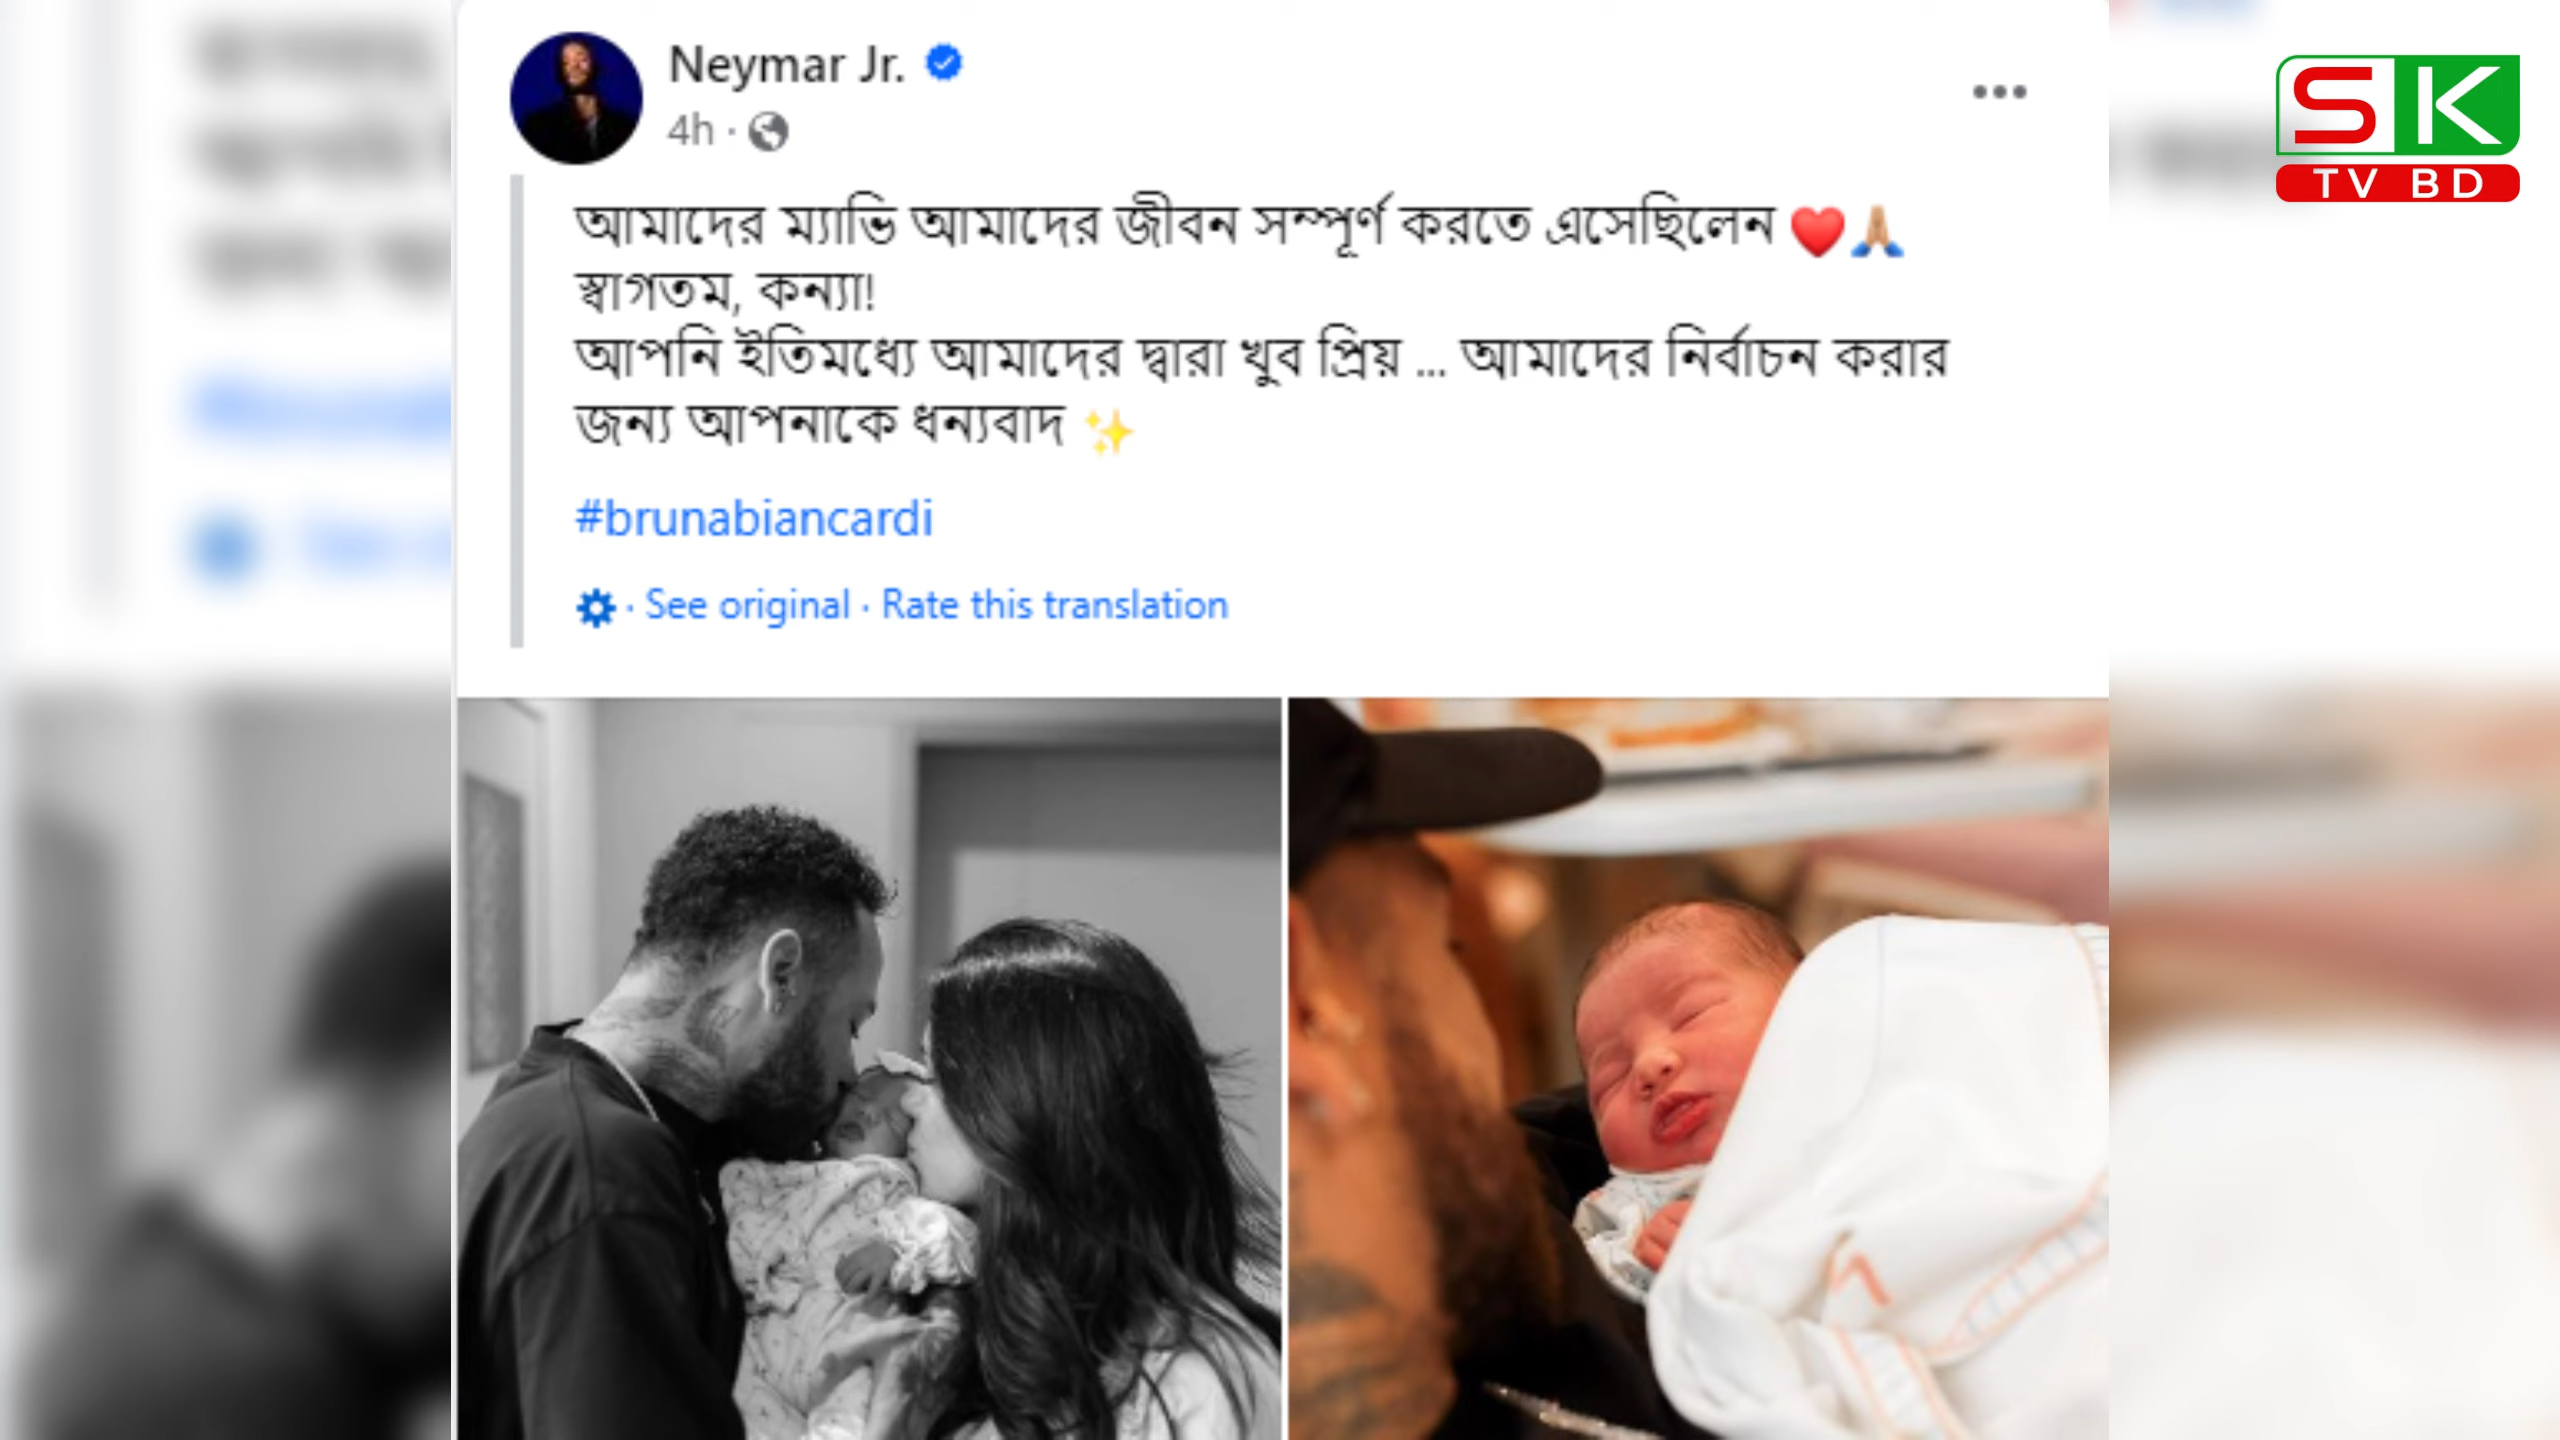 Neymar Jr.
4h ·
আমাদের ম্যাভি আমাদের জীবন সম্পূর্ণ করতে এসেছিলেন ❤️🙏🏽
স্বাগতম, কন্যা!
আপনি ইতিমধ্যে আমাদের দ্বারা খুব প্রিয় ... আমাদের নির্বাচন করার
জন্য আপনাকে ধন্যবাদ ✨
#brunabiancardi
· See original · Rate this translation
SK
TV BD